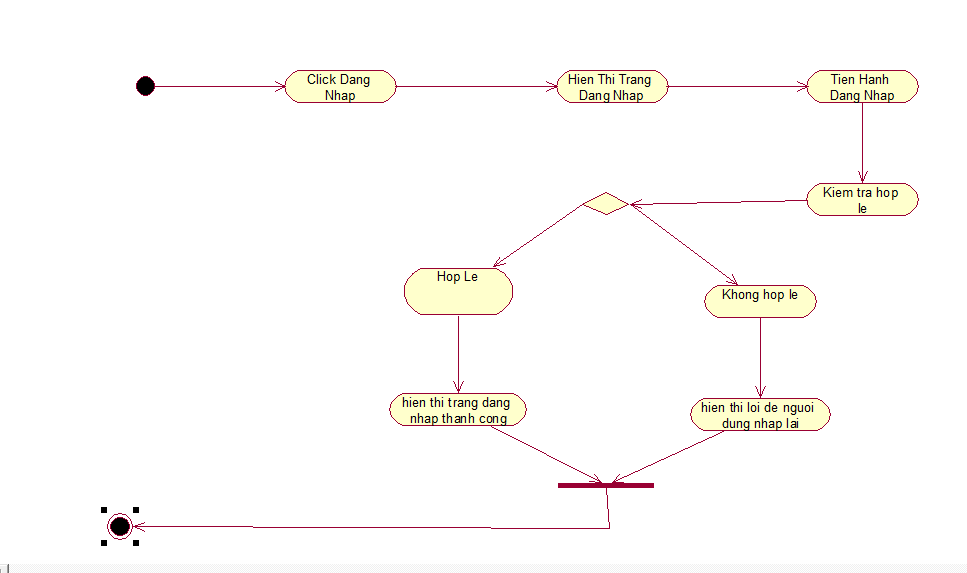 Click Dang
Nhap
Hien Thi Trang
Dang Nhap
Tien Hanh
Dang Nhap
Kiem tra hop
le
Hop Le
Khong hop le
hien thi trang dang
nhap thanh cong
hien thi loi de nguoi
dung nhap lai